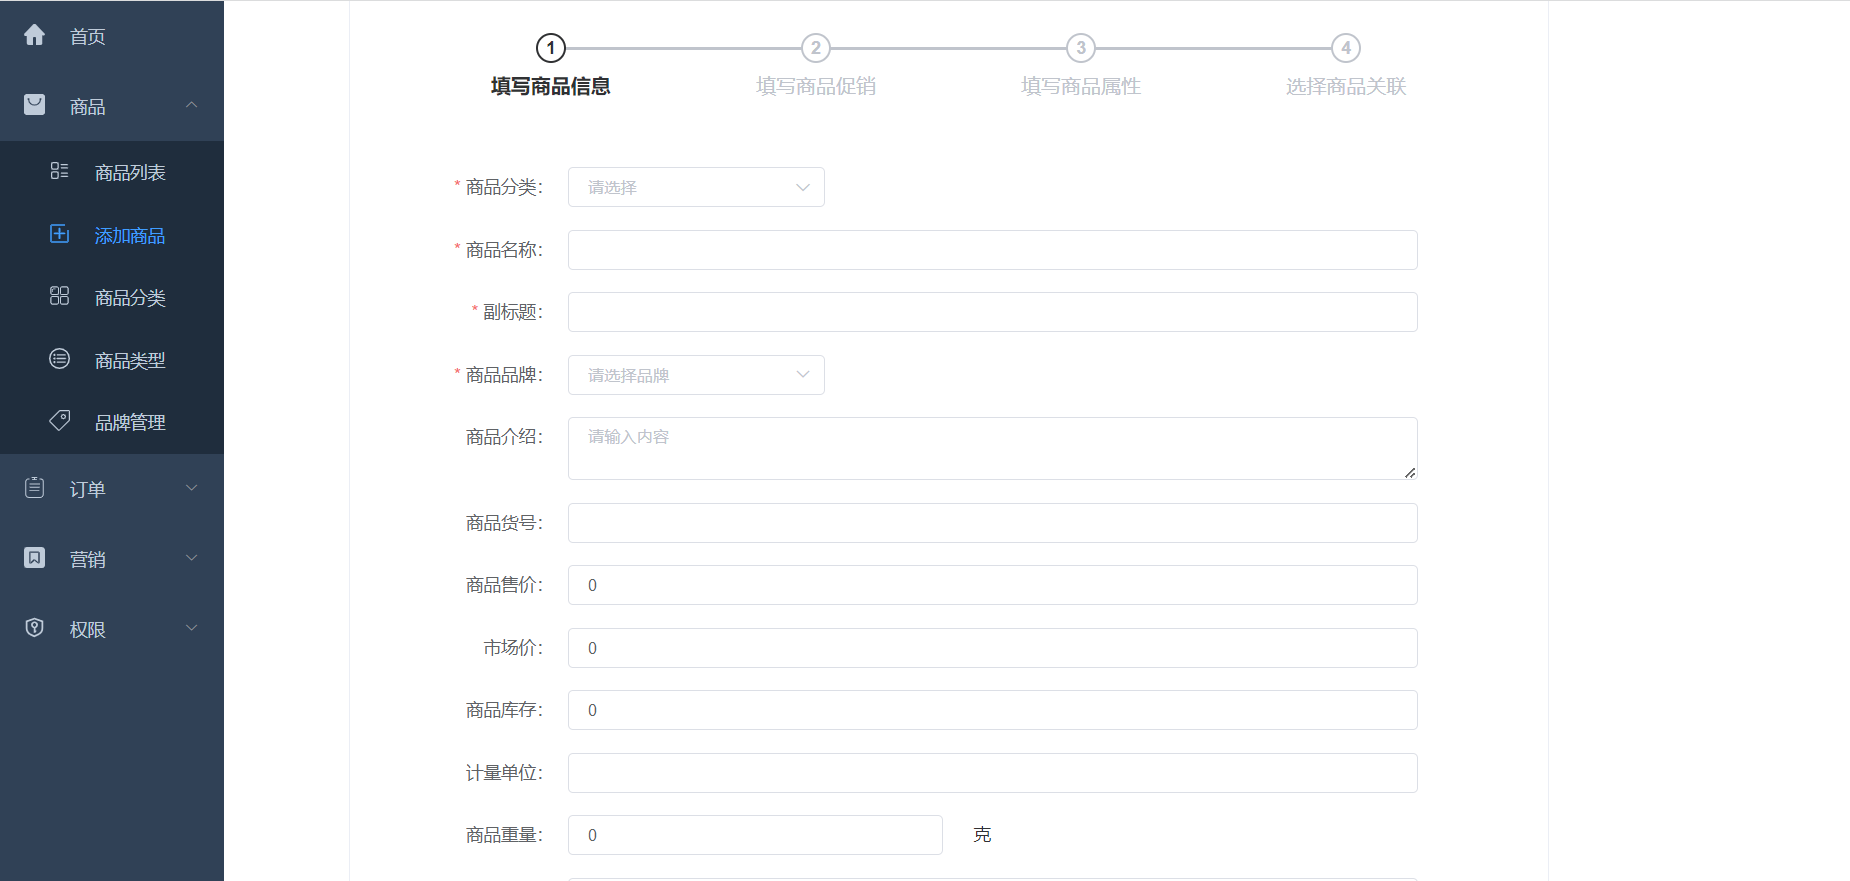 首页
商品
商品列表
添加商品
商品分类
商品类型
品牌管理
订单
营销
权限
1 2 3 4
填写商品信息 填写商品促销 填写商品属性 选择商品关联
* 商品分类： 请选择
* 商品名称：
* 副标题：
* 商品品牌： 请选择品牌
商品介绍： 请输入内容
商品货号：
商品售价： 0
市场价： 0
商品库存： 0
计量单位：
商品重量： 0 克